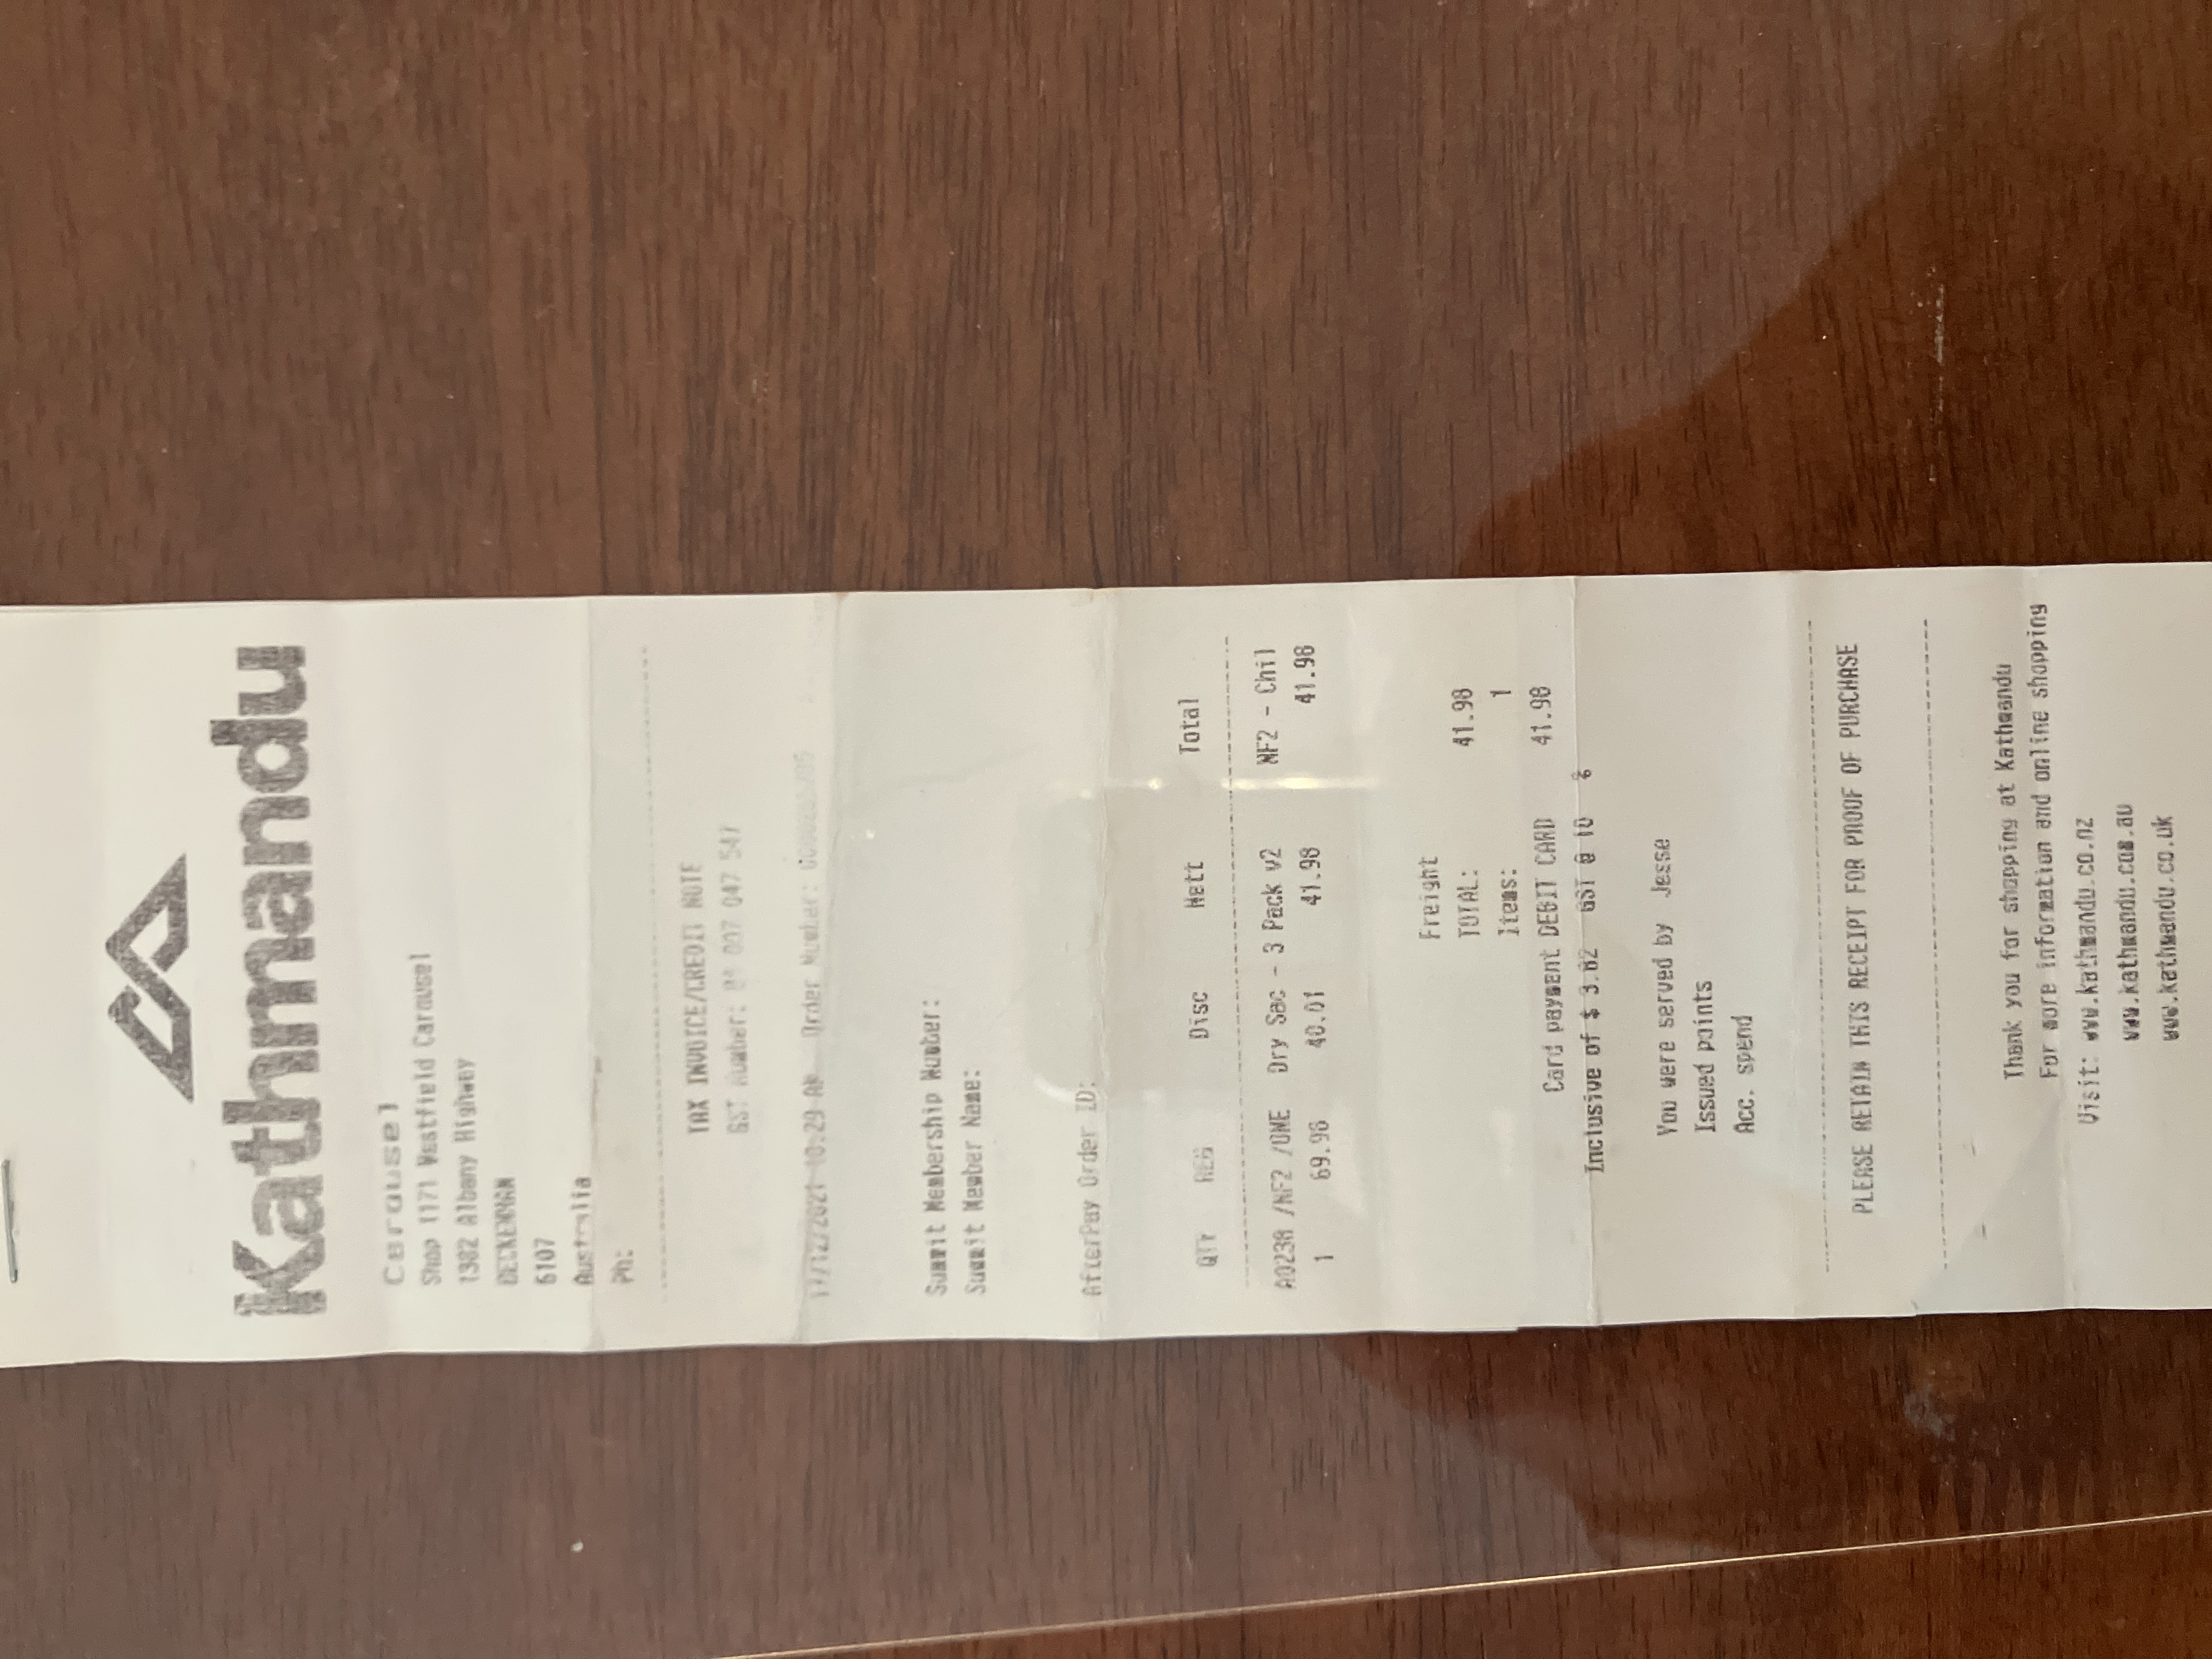 Kathmandu
Carousel
Shop 1171 Westfield Carousel
1382 Albany Highway
BECKENHAM
6107
Australia
Ph:
TAX INVOICE/CREDIT NOTE
GST Number: 007 047 547
17/12/2021 10:29 AM Order Number:
Summit Membership Number:
Summit Member Name:
AfterPay Order ID:
QTY REG Disc Nett Total
A0238 /NF2 /ONE Dry Sac - 3 Pack v2 NF2 - Chil
1 69.98 40.01 41.98 41.98
Freight
TOTAL: 41.98
Items: 1
Card payment DEBIT CARD 41.98
Inclusive of $ 3.82 GST @ 10 %
You were served by Jesse
Issued points
Acc. spend
PLEASE RETAIN THIS RECEIPT FOR PROOF OF PURCHASE
Thank you for shopping at Kathmandu
For more information and online shopping
Visit: www.kathmandu.co.nz
www.kathmandu.com.au
www.kathmandu.co.uk